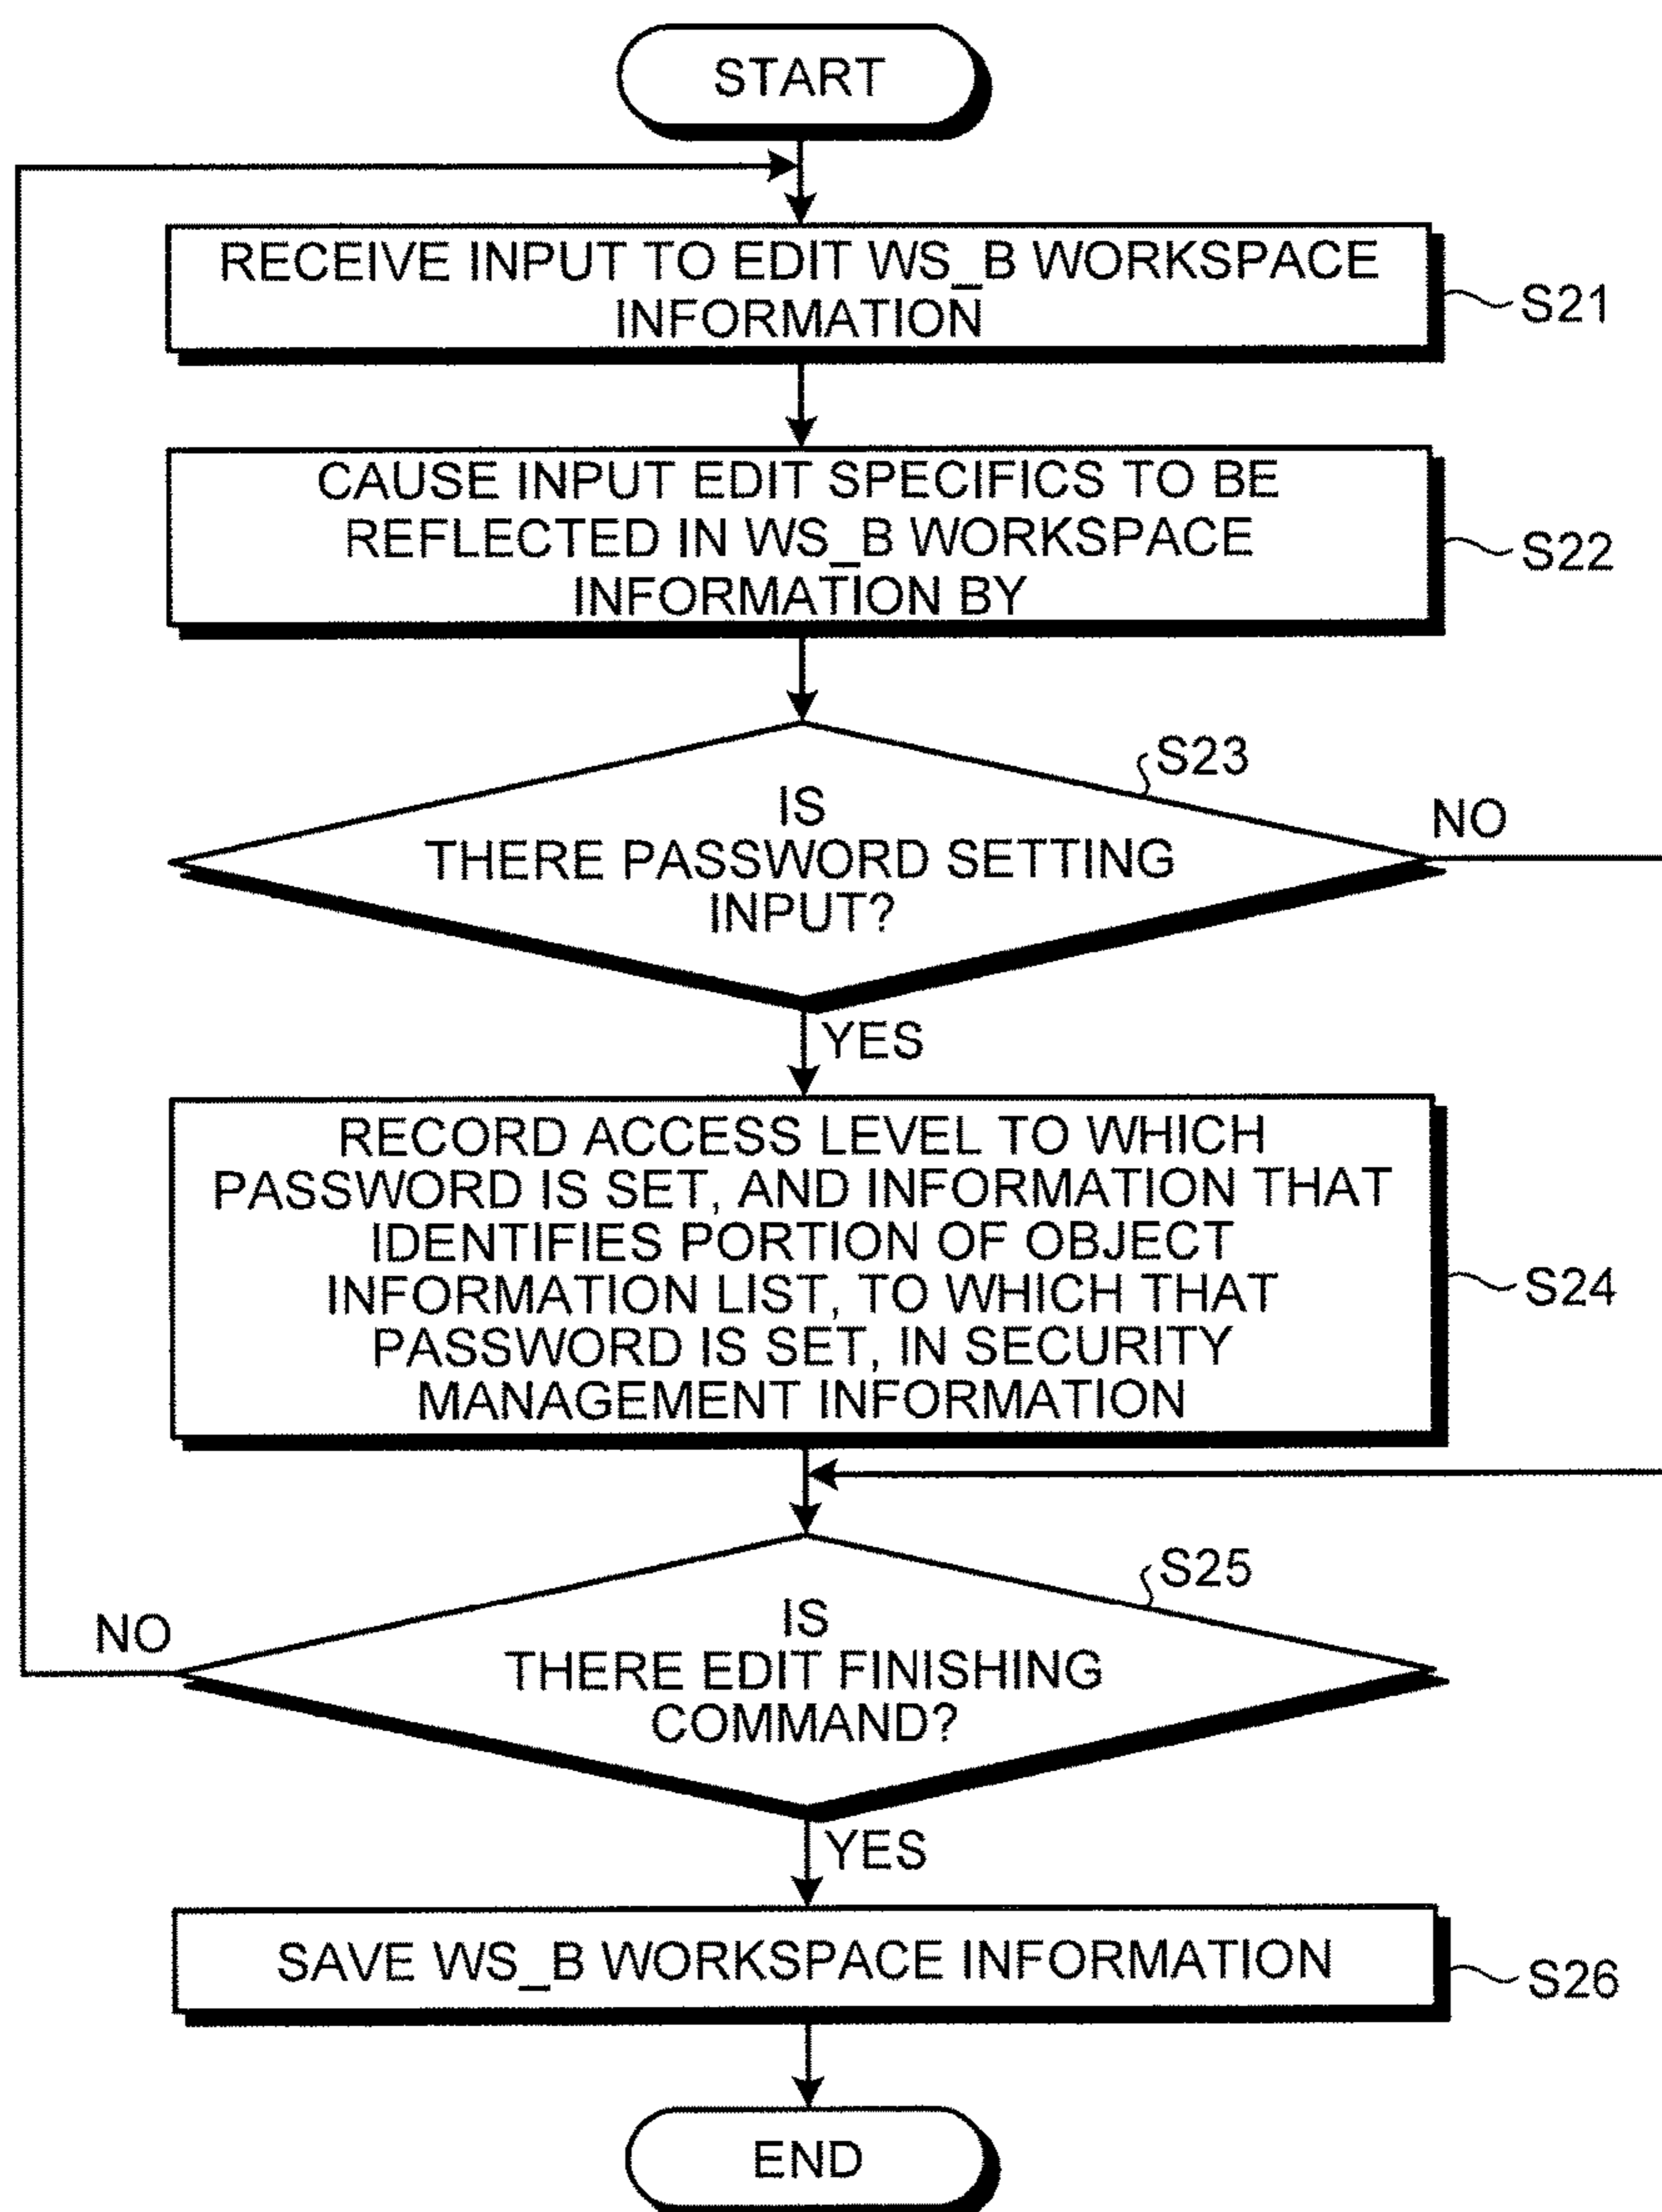 START
RECEIVE INPUT TO EDIT WS_B WORKSPACE
INFORMATION
S21
CAUSE INPUT EDIT SPECIFICS TO BE
REFLECTED IN WS_B WORKSPACE
INFORMATION BY
S22
S23
IS
THERE PASSWORD SETTING
INPUT?
NO
YES
RECORD ACCESS LEVEL TO WHICH
PASSWORD IS SET, AND INFORMATION THAT
IDENTIFIES PORTION OF OBJECT
INFORMATION LIST, TO WHICH THAT
PASSWORD IS SET, IN SECURITY
MANAGEMENT INFORMATION
S24
S25
IS
THERE EDIT FINISHING
COMMAND?
NO
YES
SAVE WS_B WORKSPACE INFORMATION
S26
END